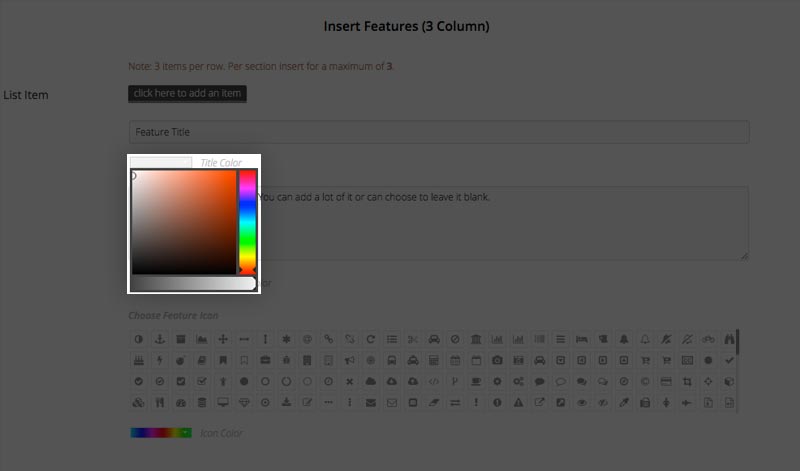 Insert Features (3 Column)
Note: 3 items per row. Per section insert for a maximum of 3.
List Item
click here to add an item
Feature Title
Title Color
You can add a lot of it or can choose to leave it blank.
Choose Feature Icon
Icon Color